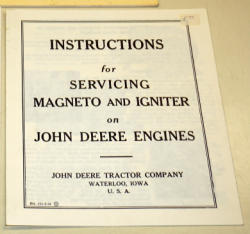 INSTRUCTIONS
for
SERVICING
MAGNETO AND IGNITER
on
JOHN DEERE ENGINES
JOHN DEERE TRACTOR COMPANY
WATERLOO, IOWA
U. S. A.